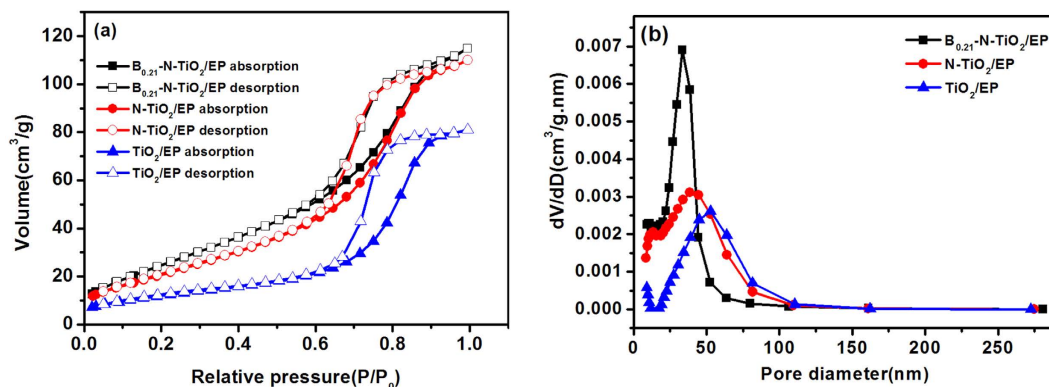 (a)
B0.21-N-TiO2/EP absorption
B0.21-N-TiO2/EP desorption
N-TiO2/EP absorption
N-TiO2/EP desorption
TiO2/EP absorption
TiO2/EP desorption
Volume(cm3/g)
120
100
80
60
40
20
0
0.0 0.2 0.4 0.6 0.8 1.0
Relative pressure(P/P0)
(b)
B0.21-N-TiO2/EP
N-TiO2/EP
TiO2/EP
dV/dD(cm3/g.nm)
0.007
0.006
0.005
0.004
0.003
0.002
0.001
0.000
0 50 100 150 200 250
Pore diameter(nm)